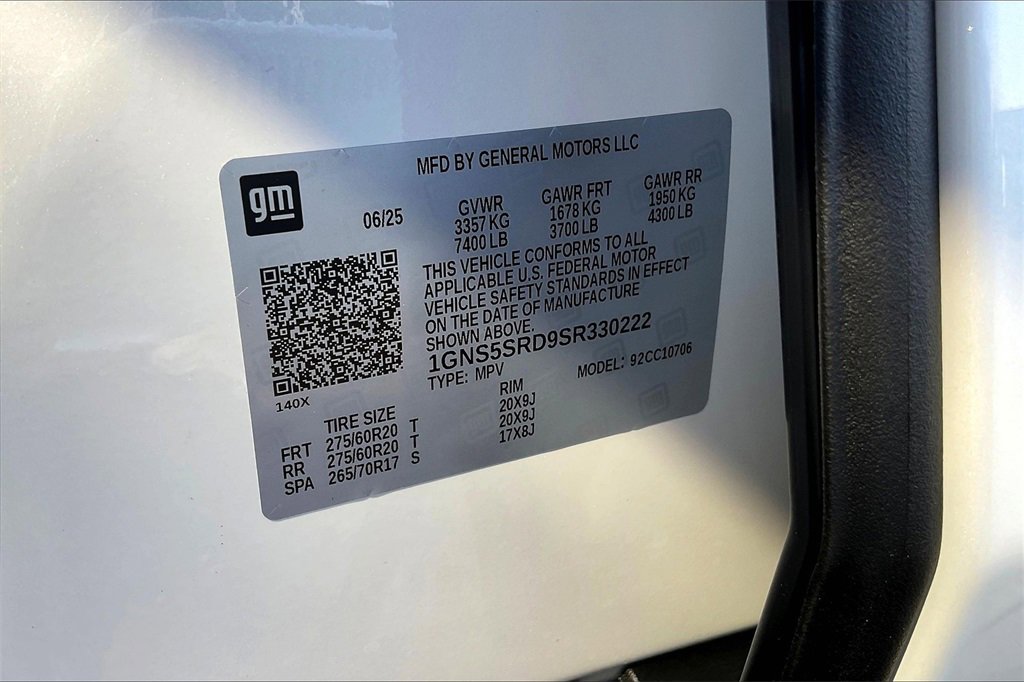 MFD BY GENERAL MOTORS LLC
gm
06/25
GVWR
3357 KG
7400 LB
GAWR FRT
1678 KG
3700 LB
GAWR RR
1950 KG
4300 LB
THIS VEHICLE CONFORMS TO ALL
APPLICABLE U.S. FEDERAL MOTOR
VEHICLE SAFETY STANDARDS IN EFFECT
ON THE DATE OF MANUFACTURE
SHOWN ABOVE.
1GNS5SRD9SR330222
TYPE: MPV
MODEL: 92CC10706
140X
TIRE SIZE
RIM
FRT 275/60R20 T 20X9J
RR 275/60R20 T 20X9J
SPA 265/70R17 S 17X8J